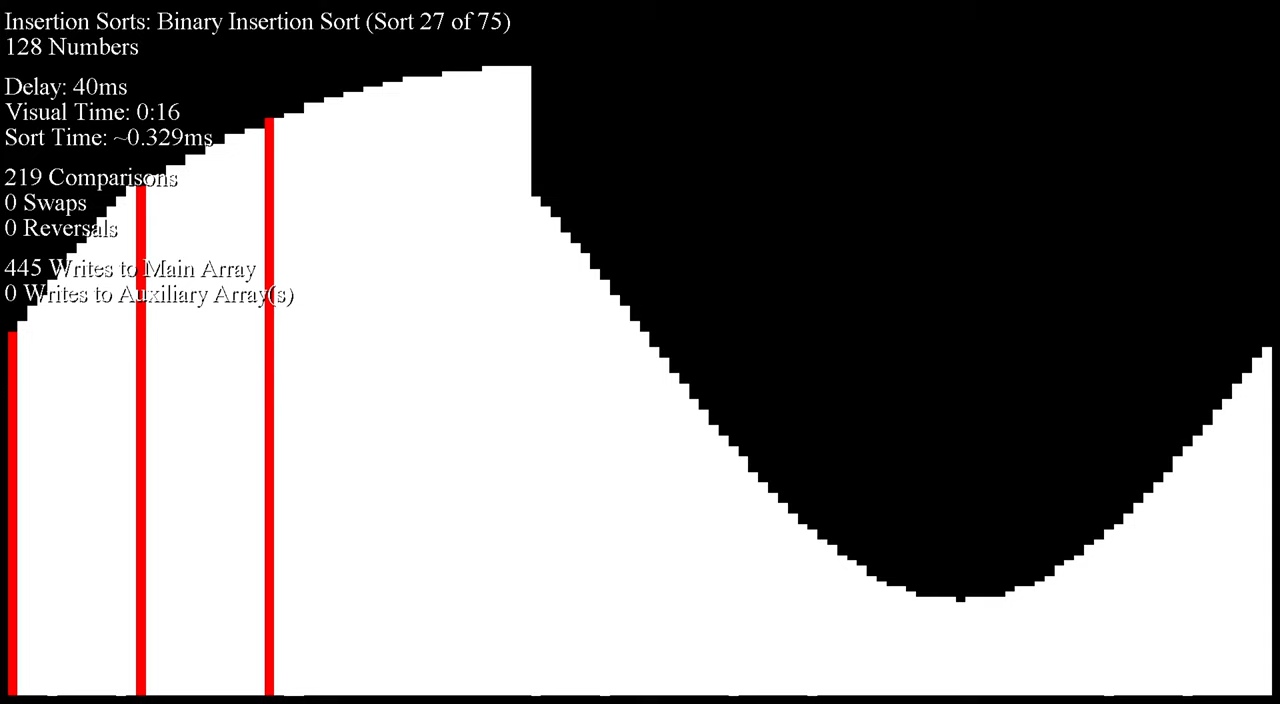 Insertion Sorts: Binary Insertion Sort (Sort 27 of 75)
128 Numbers
Delay: 40ms
Visual Time: 0:16
Sort Time: ~0.329ms
219 Comparisons
0 Swaps
0 Reversals
445 Writes to Main Array
0 Writes to Auxiliary Array(s)